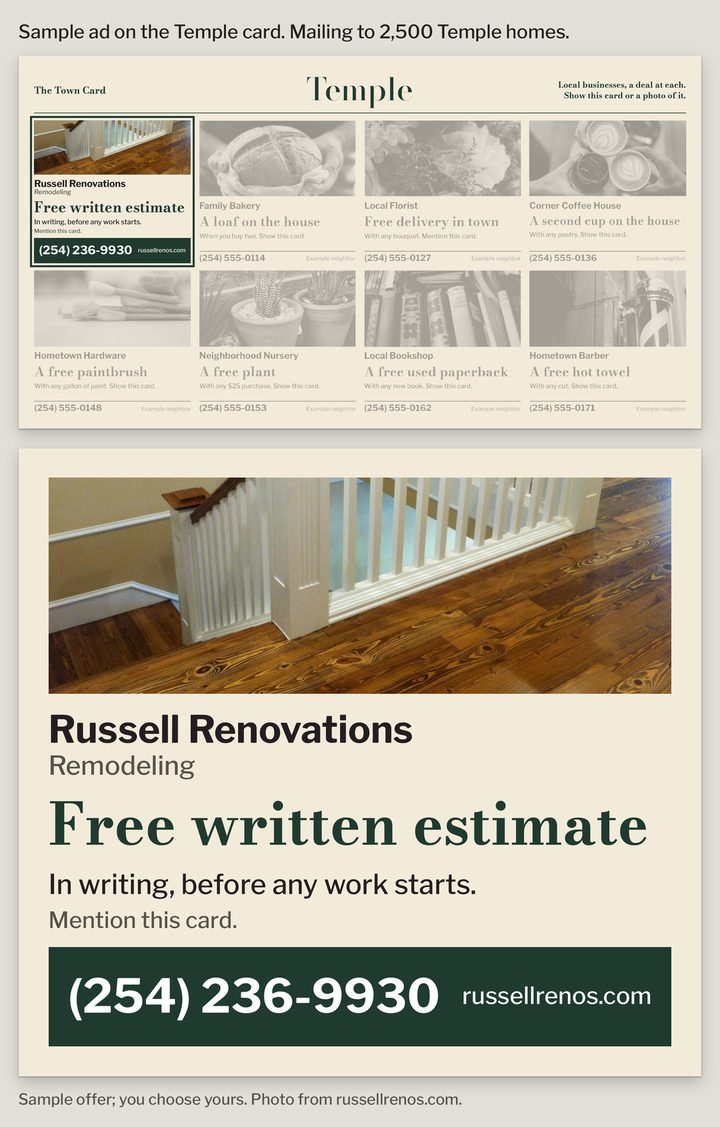 Sample ad on the Temple card. Mailing to 2,500 Temple homes.
The Town Card
Temple
Local businesses, a deal at each.
Show this card or a photo of it.
Russell Renovations
Remodeling
Free written estimate
In writing, before any work starts.
Mention this card.
(254) 236-9930 russellrenos.com
Family Bakery
A loaf on the house
When you buy two. Show this card.
(254) 555-0114 Example neighbor
Local Florist
Free delivery in town
With any bouquet. Mention this card.
(254) 555-0127 Example neighbor
Corner Coffee House
A second cup on the house
With any pastry. Show this card.
(254) 555-0136 Example neighbor
Hometown Hardware
A free paintbrush
With any gallon of paint. Show this card.
(254) 555-0148 Example neighbor
Neighborhood Nursery
A free plant
With any $25 purchase. Show this card.
(254) 555-0153 Example neighbor
Local Bookshop
A free used paperback
With any new book. Show this card.
(254) 555-0162 Example neighbor
Hometown Barber
A free hot towel
With any cut. Show this card.
(254) 555-0171 Example neighbor
Russell Renovations
Remodeling
Free written estimate
In writing, before any work starts.
Mention this card.
(254) 236-9930 russellrenos.com
Sample offer; you choose yours. Photo from russellrenos.com.